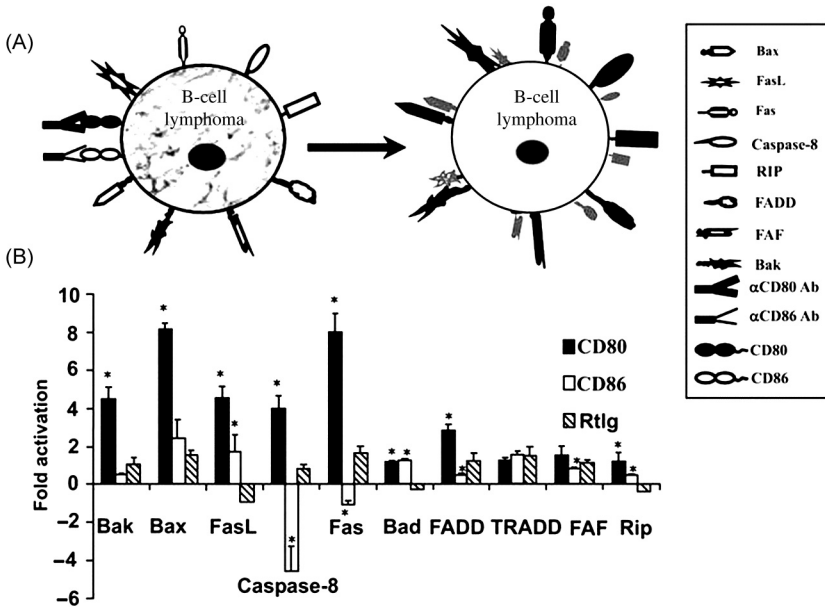 (A)
B-cell
lymphoma
B-cell
lymphoma
Bax
FasL
Fas
Caspase-8
RIP
FADD
FAF
Bak
αCD80 Ab
αCD86 Ab
CD80
CD86
(B)
Fold activation
10
8
6
4
2
0
−2
−4
−6
* * * * * * * * * * * * * *
CD80
CD86
RtIg
Bak Bax FasL Fas Bad FADD TRADD FAF Rip
Caspase-8